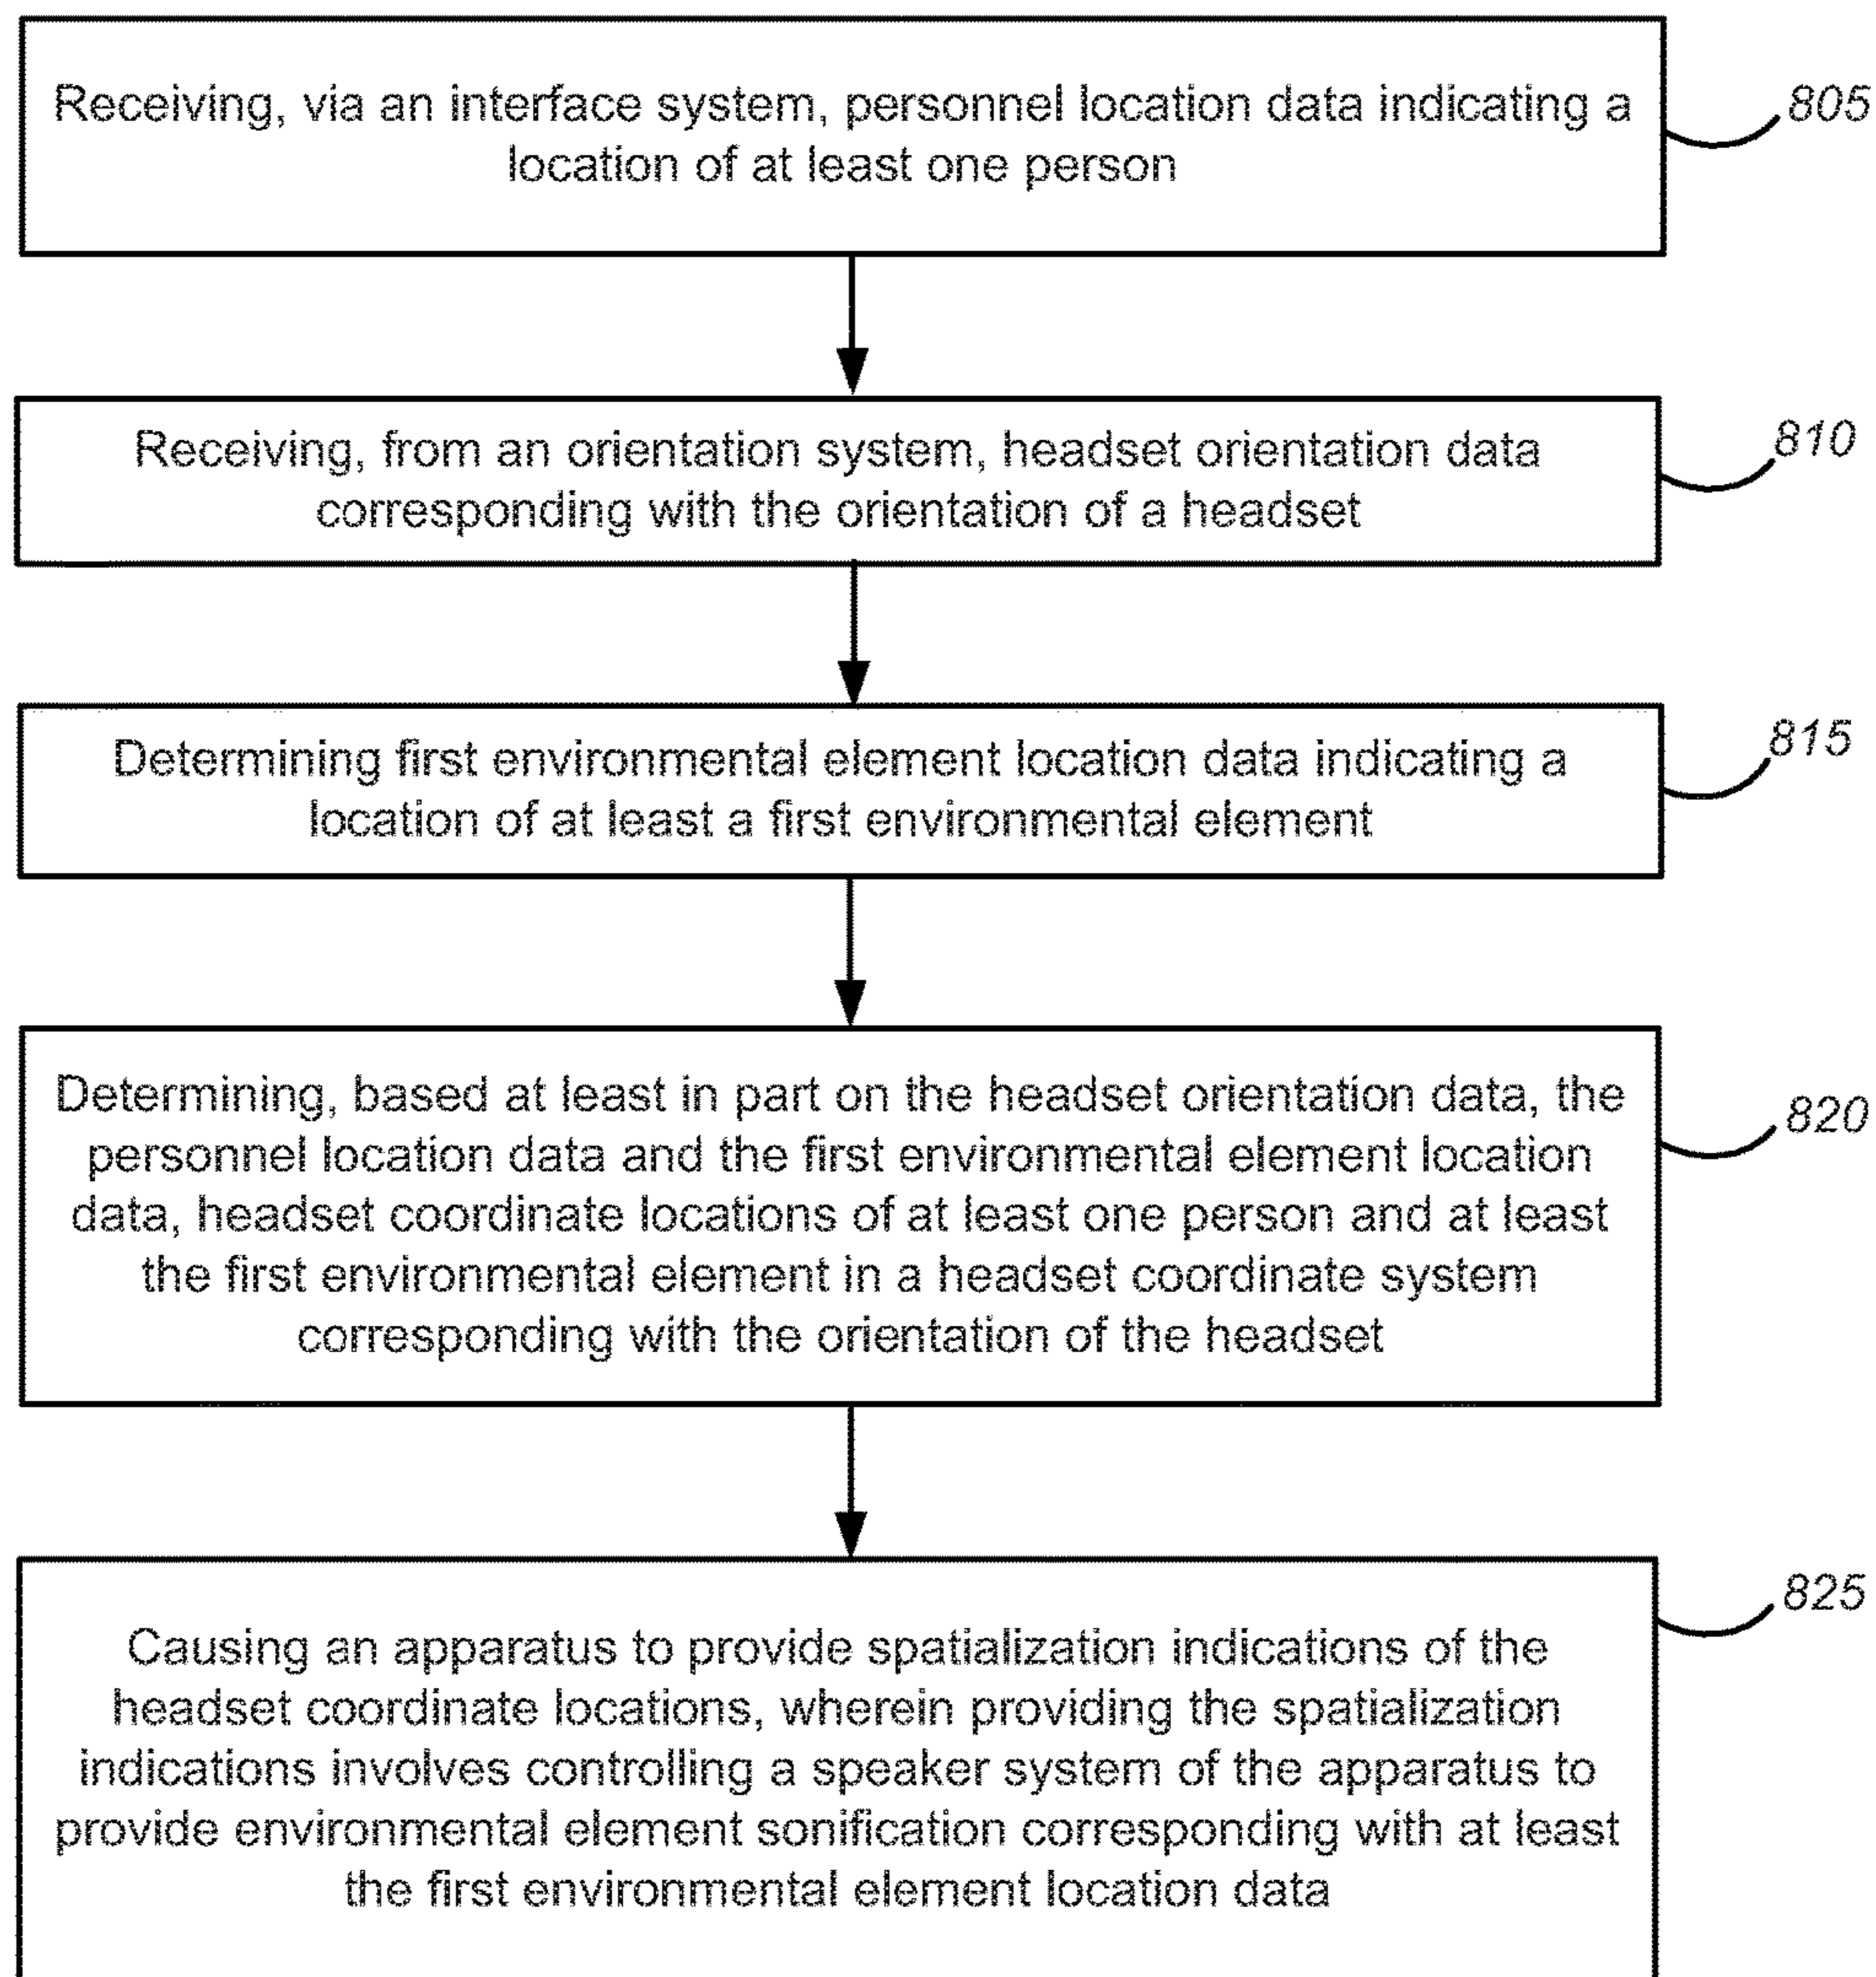 Receiving, via an interface system, personnel location data indicating a
location of at least one person
805
Receiving, from an orientation system, headset orientation data
corresponding with the orientation of a headset
810
Determining first environmental element location data indicating a
location of at least a first environmental element
815
Determining, based at least in part on the headset orientation data, the
personnel location data and the first environmental element location
data, headset coordinate locations of at least one person and at least
the first environmental element in a headset coordinate system
corresponding with the orientation of the headset
820
Causing an apparatus to provide spatialization indications of the
headset coordinate locations, wherein providing the spatialization
indications involves controlling a speaker system of the apparatus to
provide environmental element sonification corresponding with at least
the first environmental element location data
825